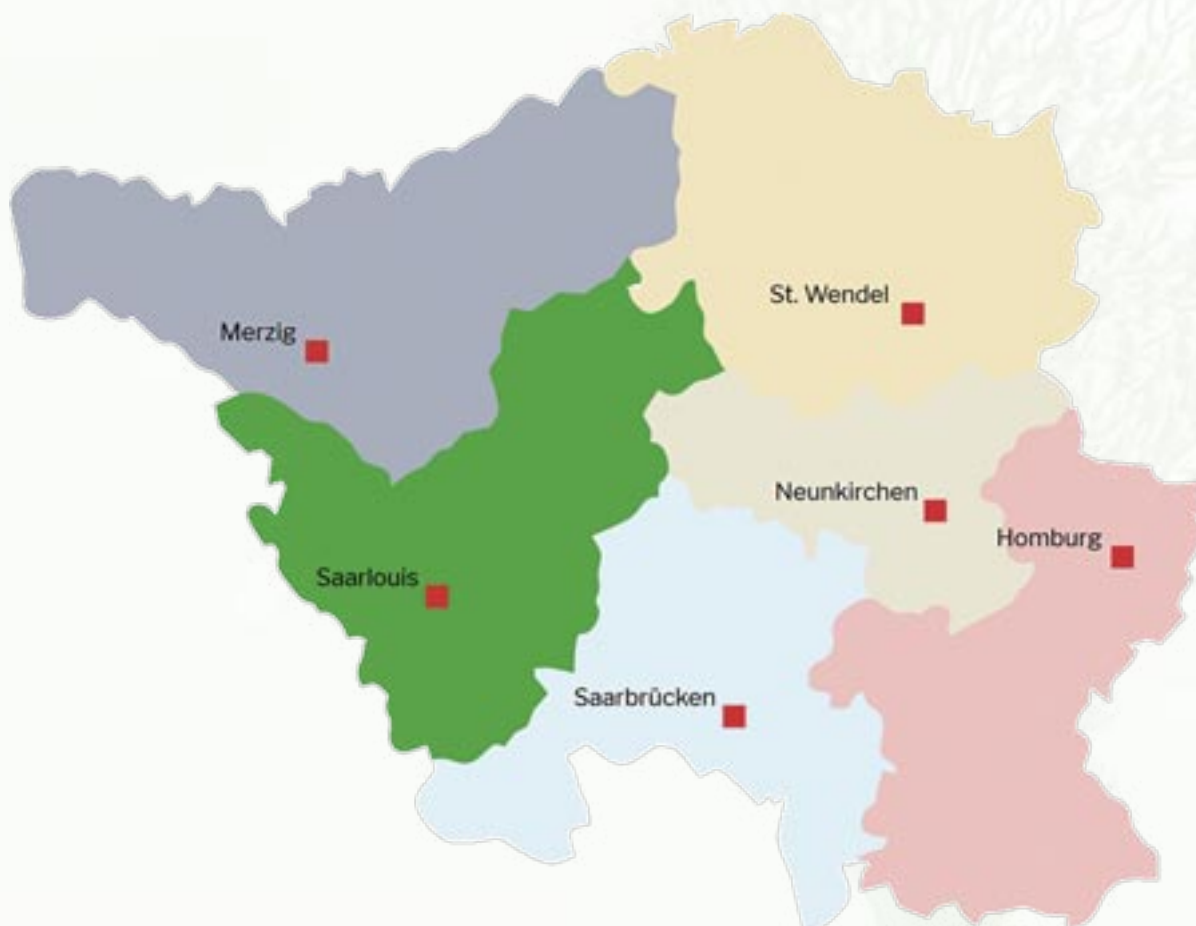 St. Wendel
Merzig
Neunkirchen
Homburg
Saarlouis
Saarbrücken